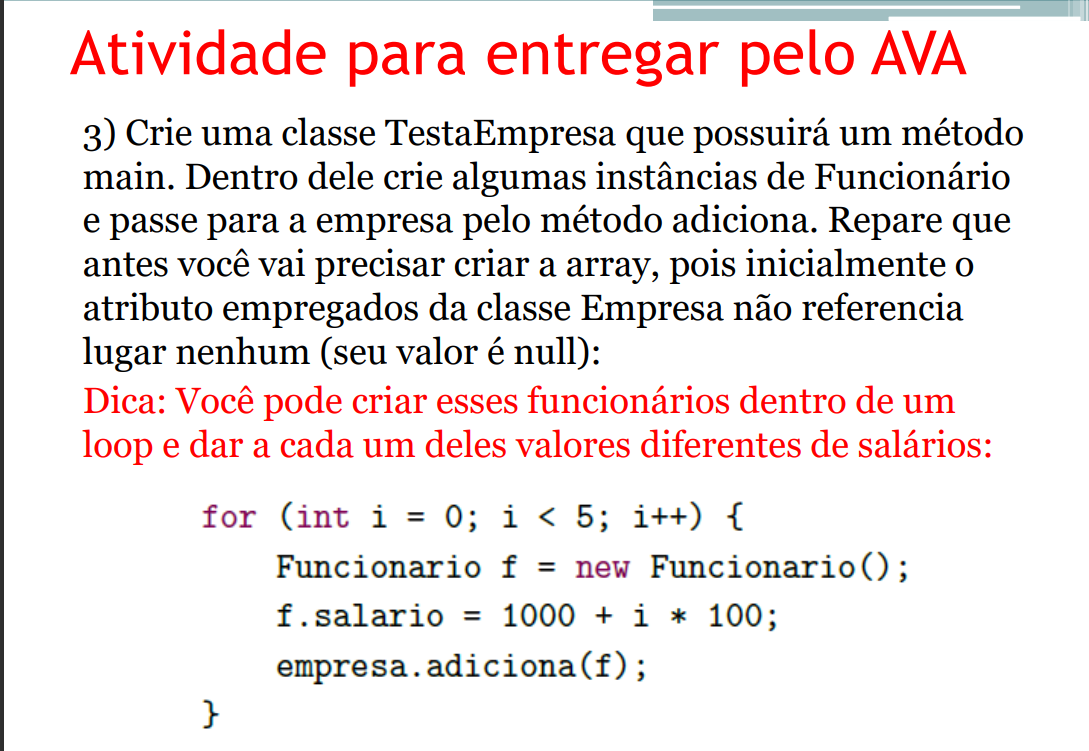 Atividade para entregar pelo AVA
3) Crie uma classe TestaEmpresa que possuirá um método
main. Dentro dele crie algumas instâncias de Funcionário
e passe para a empresa pelo método adiciona. Repare que
antes você vai precisar criar a array, pois inicialmente o
atributo empregados da classe Empresa não referencia
lugar nenhum (seu valor é null):
Dica: Você pode criar esses funcionários dentro de um
loop e dar a cada um deles valores diferentes de salários:
for (int i = 0; i < 5; i++) {
    Funcionario f = new Funcionario();
    f.salario = 1000 + i * 100;
    empresa.adiciona(f);
}